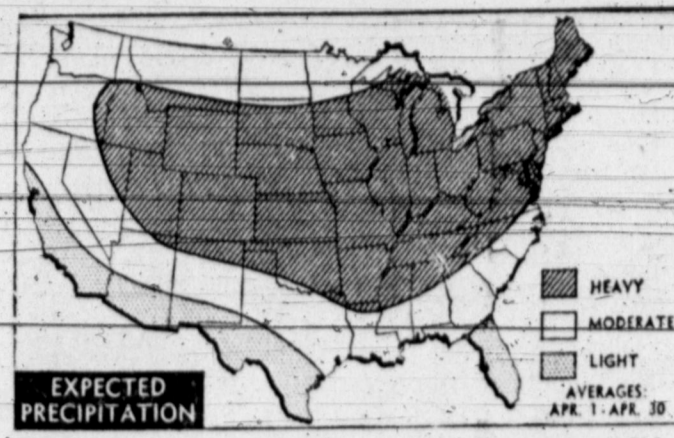 HEAVY
MODERATE
LIGHT
AVERAGES:
APR. 1 - APR. 30
EXPECTED
PRECIPITATION